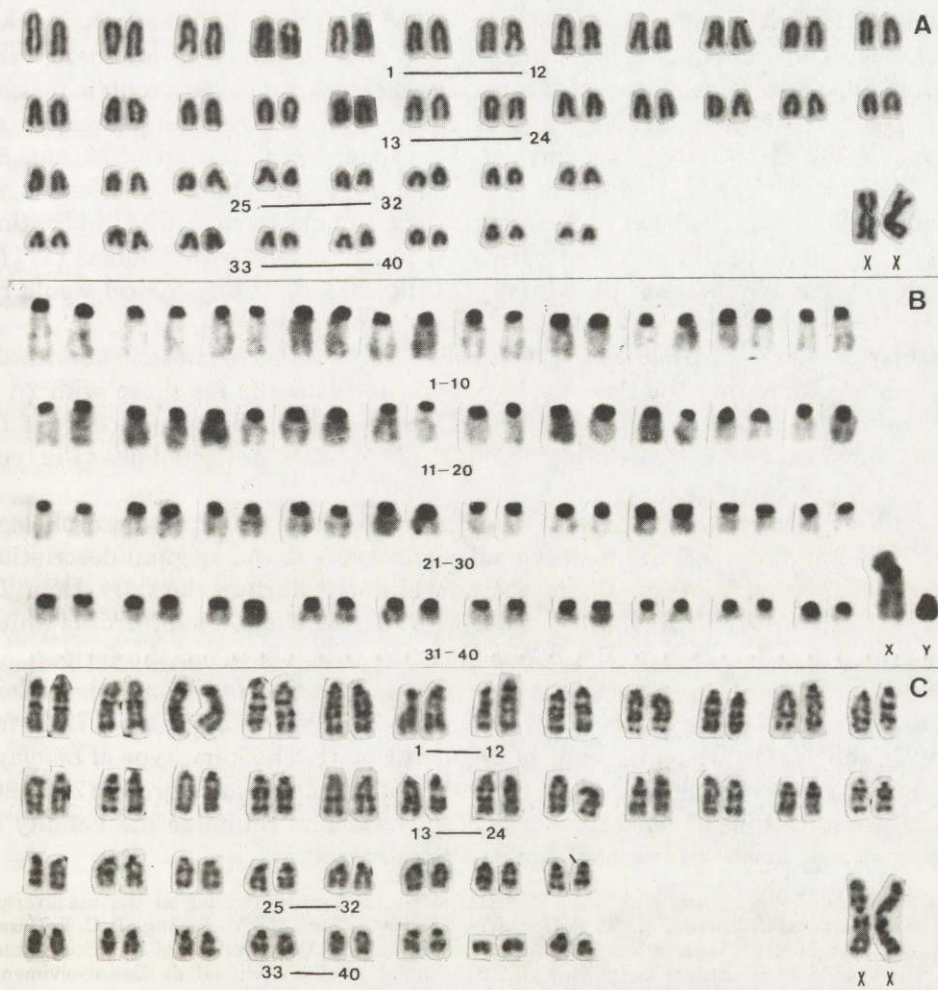 A
1 — 12
13 — 24
25 — 32
X X
33 — 40
B
1–10
11–20
21–30
31–40
X Y
C
1 — 12
13 — 24
25 — 32
33 — 40
X X